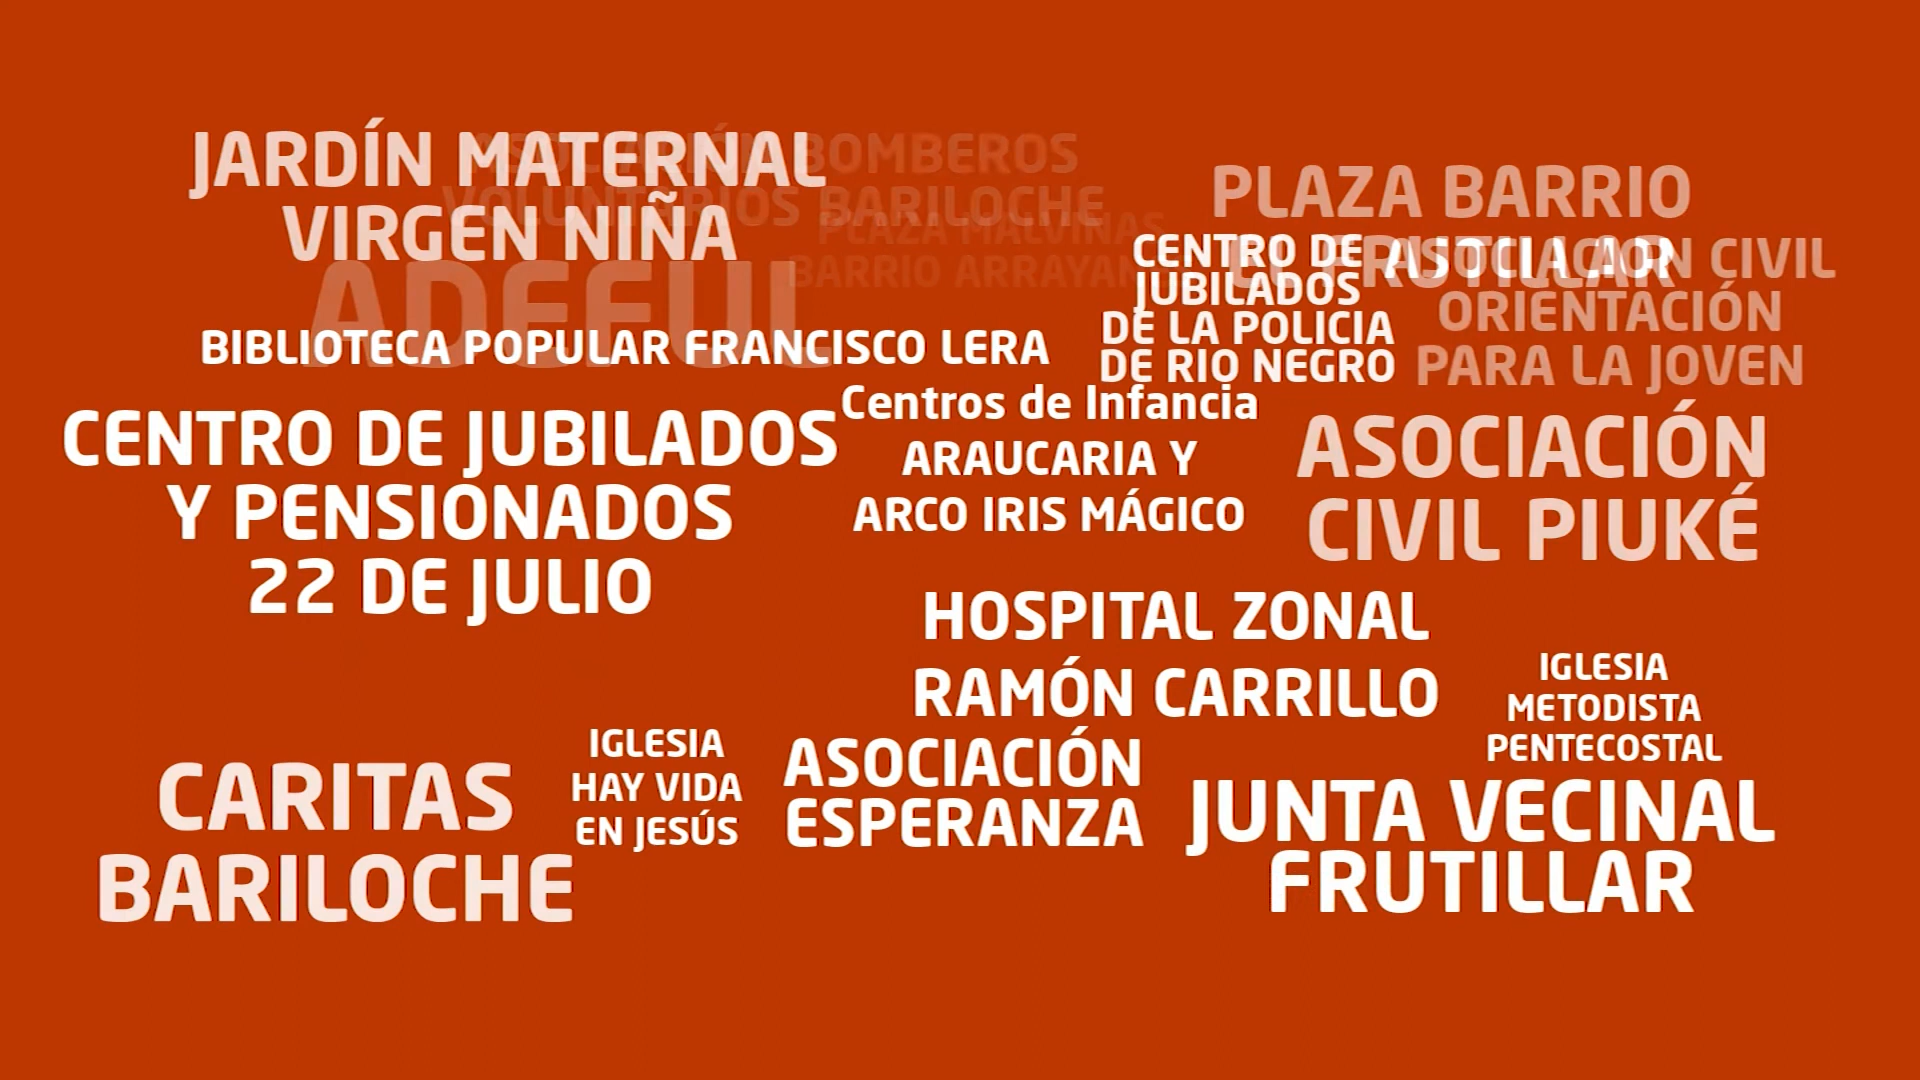 JARDÍN MATERNAL
VIRGEN NIÑA
ASOCIACIÓN BOMBEROS
VOLUNTARIOS BARILOCHE
PLAZA MALVINAS
BARRIO ARRAYANES
ADEFUL
BIBLIOTECA POPULAR FRANCISCO LERA
PLAZA BARRIO
EL FRUTILLAR
CENTRO DE
JUBILADOS
DE LA POLICIA
DE RIO NEGRO
ASOCIACIÓN CIVIL
ORIENTACIÓN
PARA LA JOVEN
CENTRO DE JUBILADOS
Y PENSIONADOS
22 DE JULIO
Centros de Infancia
ARAUCARIA Y
ARCO IRIS MÁGICO
ASOCIACIÓN
CIVIL PIUKÉ
HOSPITAL ZONAL
RAMÓN CARRILLO
IGLESIA
METODISTA
PENTECOSTAL
CARITAS
BARILOCHE
IGLESIA
HAY VIDA
EN JESÚS
ASOCIACIÓN
ESPERANZA
JUNTA VECINAL
FRUTILLAR